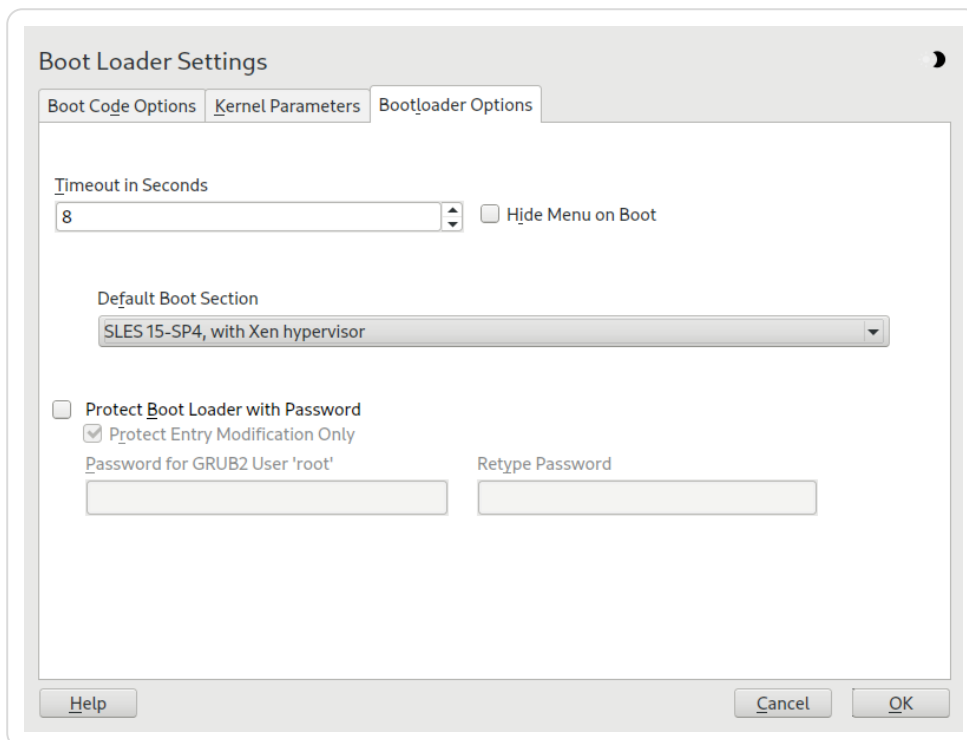 Boot Loader Settings
Boot Code Options Kernel Parameters Bootloader Options
Timeout in Seconds
8 Hide Menu on Boot
Default Boot Section
SLES 15-SP4, with Xen hypervisor
Protect Boot Loader with Password
Protect Entry Modification Only
Password for GRUB2 User 'root' Retype Password
Help Cancel OK